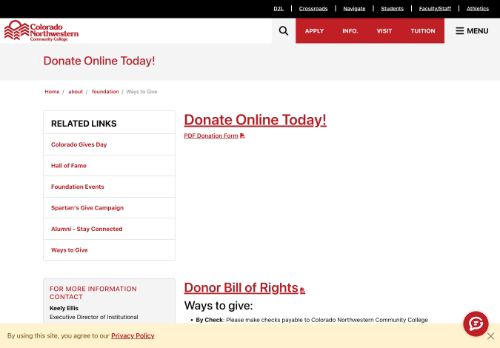 D2L
Crossroads
Navigate
Students
Faculty/Staff
Athletics
Colorado
Northwestern
Community College
APPLY
INFO.
VISIT
TUITION
MENU
Donate Online Today!
Home / about / foundation / Ways to Give
RELATED LINKS
Colorado Gives Day
Hall of Fame
Foundation Events
Spartan's Give Campaign
Alumni - Stay Connected
Ways to Give
Donate Online Today!
PDF Donation Form
FOR MORE INFORMATION
CONTACT
Keely Ellis
Executive Director of Institutional
Donor Bill of Rights
Ways to give:
• By Check: Please make checks payable to Colorado Northwestern Community College
By using this site, you agree to our Privacy Policy